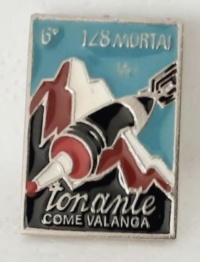 6° 128 MORTAI
tonante
COME VALANGA